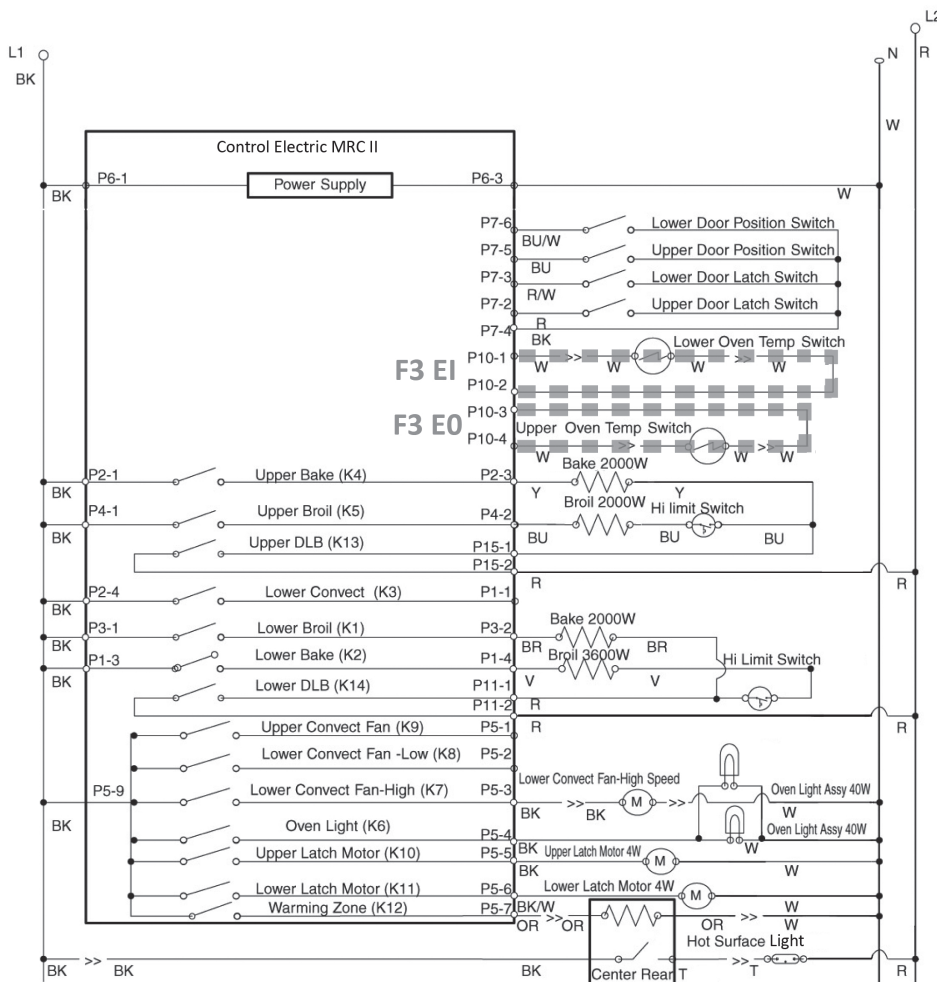 L2
L1
N
R
BK
W
Control Electric MRC II
P6-1
Power Supply
P6-3
BK
W
P7-6
Lower Door Position Switch
BU/W
P7-5
Upper Door Position Switch
BU
P7-3
Lower Door Latch Switch
R/W
P7-2
Upper Door Latch Switch
R
P7-4
BK
Lower Oven Temp Switch
P10-1
>>
>>
W
W
W
W
F3 EI
P10-2
P10-3
F3 E0
P10-4
Upper Oven Temp Switch
>>
>>
W
W
W
W
P2-1
Upper Bake (K4)
P2-3
Bake 2000W
BK
Y
Y
Broil 2000W
P4-1
Upper Broil (K5)
P4-2
Hi limit Switch
BK
BU
BU
BU
Upper DLB (K13)
P15-1
P15-2
R
R
P2-4
Lower Convect (K3)
P1-1
BK
Bake 2000W
P3-1
Lower Broil (K1)
P3-2
BK
BR
BR
Broil 3600W
P1-3
Lower Bake (K2)
P1-4
Hi Limit Switch
BK
V
V
Lower DLB (K14)
P11-1
P11-2
R
R
Upper Convect Fan (K9)
P5-1
R
Lower Convect Fan -Low (K8)
P5-2
Lower Convect Fan-High Speed
P5-9
Lower Convect Fan-High (K7)
P5-3
Oven Light Assy 40W
BK
BK
>>
BK
M
>>
W
Oven Light (K6)
P5-4
Oven Light Assy 40W
BK
W
Upper Latch Motor (K10)
P5-5
Upper Latch Motor 4W
BK
M
W
Lower Latch Motor (K11)
P5-6
Lower Latch Motor 4W
M
W
Warming Zone (K12)
P5-7
BK/W
OR
>>
OR
OR
>>
W
Hot Surface Light
BK
>>
BK
BK
Center Rear
T
>>
T
R